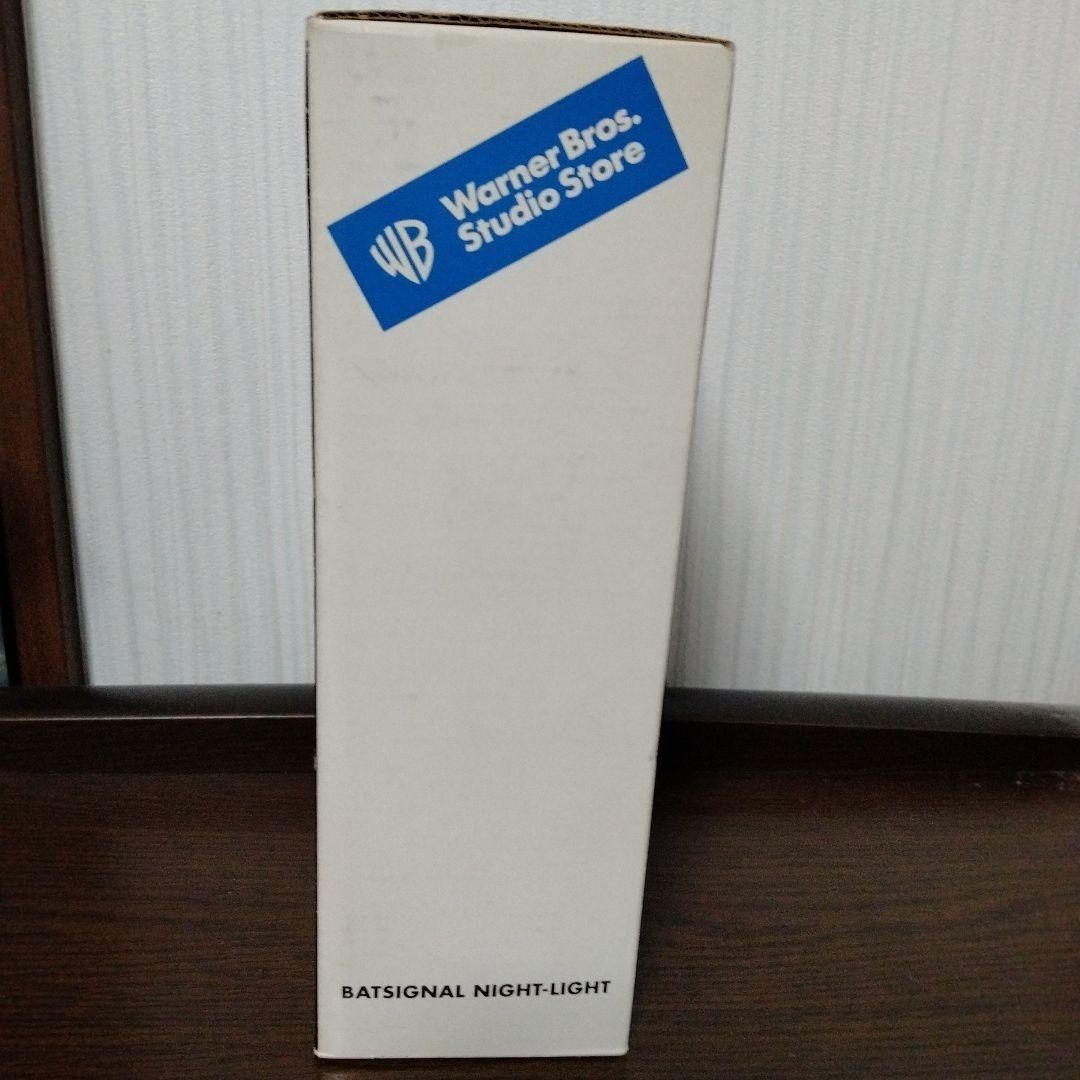 WB
Warner Bros.
Studio Store
BATSIGNAL NIGHT-LIGHT